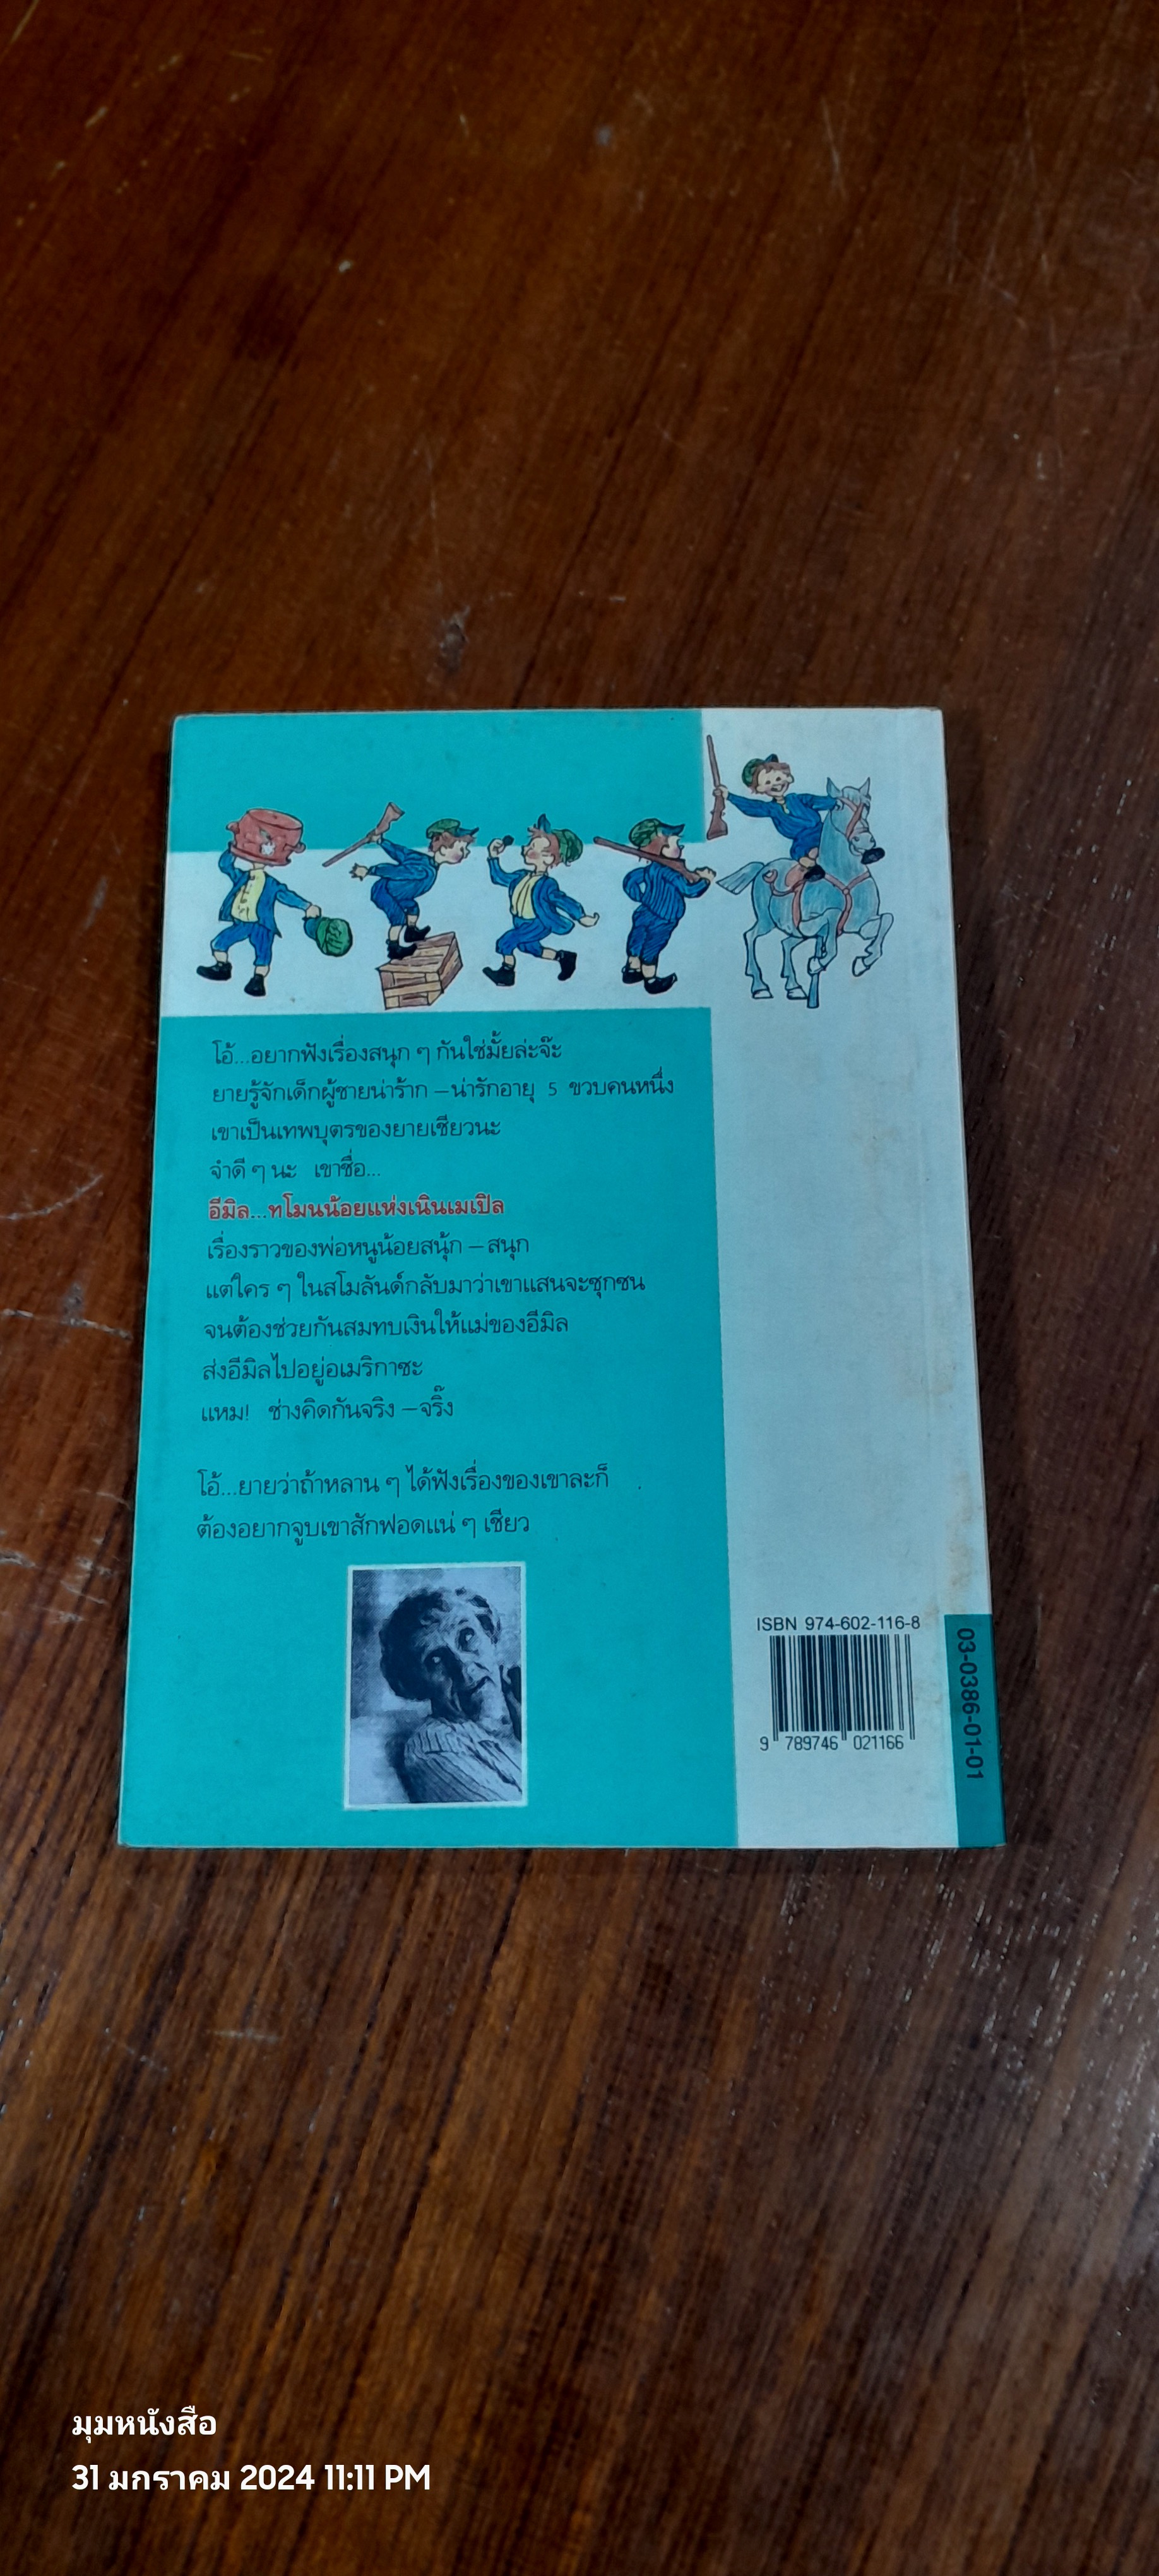 โอ้...อยากฟังเรื่องสนุก ๆ กันใช่มั้ยล่ะจ๊ะ
ยายรู้จักเด็กผู้ชายน่าร้าก – น่ารักอายุ 5 ขวบคนหนึ่ง
เขาเป็นเทพบุตรของยายเชียวนะ
จำดี ๆ นะ เขาชื่อ...
อีมิล...ทโมนน้อยแห่งเนินเมเปิล
เรื่องราวของพ่อหนูน้อยสนุ้ก – สนุก
แต่ใคร ๆ ในสโมลันด์กลับมาว่าเขาแสนจะซุกซน
จนต้องช่วยกันสมทบเงินให้แม่ของอีมิล
ส่งอีมิลไปอยู่อเมริกาซะ
แหม! ช่างคิดกันจริง – จริ๊ง
โอ้...ยายว่าถ้าหลาน ๆ ได้ฟังเรื่องของเขาละก็
ต้องอยากจูบเขาสักฟอดแน่ ๆ เชียว
ISBN 974-602-116-8
9 789746 021166
03-0386-01-01
มุมหนังสือ
31 มกราคม 2024 11:11 PM